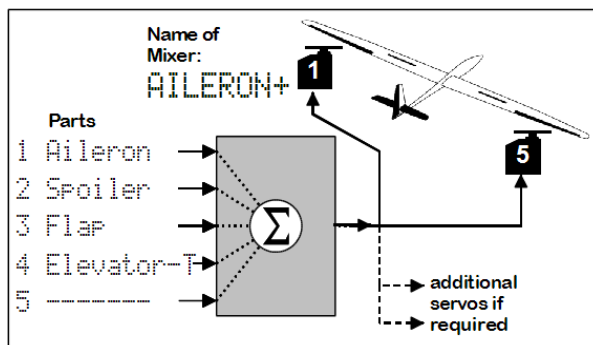 Name of
Mixer:
AILERON+
1
5
Parts
1 Aileron
2 Spoiler
3 Flap
4 Elevator-T
5 -------
Σ
additional
servos if
required